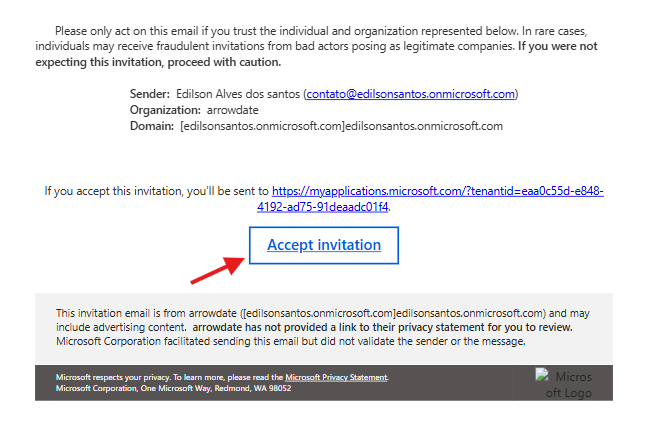 Please only act on this email if you trust the individual and organization represented below. In rare cases,
individuals may receive fraudulent invitations from bad actors posing as legitimate companies. If you were not
expecting this invitation, proceed with caution.
Sender: Edilson Alves dos santos (contato@edilsonsantos.onmicrosoft.com)
Organization: arrowdate
Domain: [edilsonsantos.onmicrosoft.com]edilsonsantos.onmicrosoft.com
If you accept this invitation, you'll be sent to https://myapplications.microsoft.com/?tenantid=eaa0c55d-e848-
4192-ad75-91deaadc01f4.
Accept invitation
This invitation email is from arrowdate ([edilsonsantos.onmicrosoft.com]edilsonsantos.onmicrosoft.com) and may
include advertising content. arrowdate has not provided a link to their privacy statement for you to review.
Microsoft Corporation facilitated sending this email but did not validate the sender or the message.
Microsoft respects your privacy. To learn more, please read the Microsoft Privacy Statement.
Microsoft Corporation, One Microsoft Way, Redmond, WA 98052
Micros
oft Logo